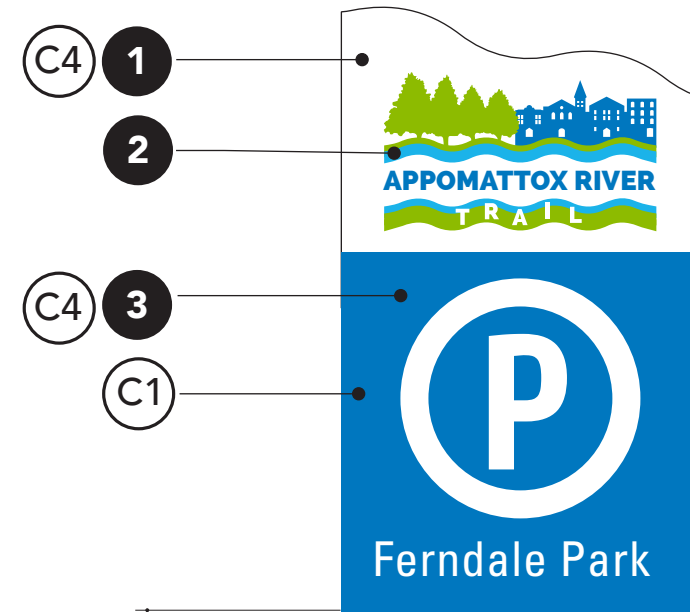 C4 1
2
APPOMATTOX RIVER
TRAIL
C4 3
P
C1
Ferndale Park